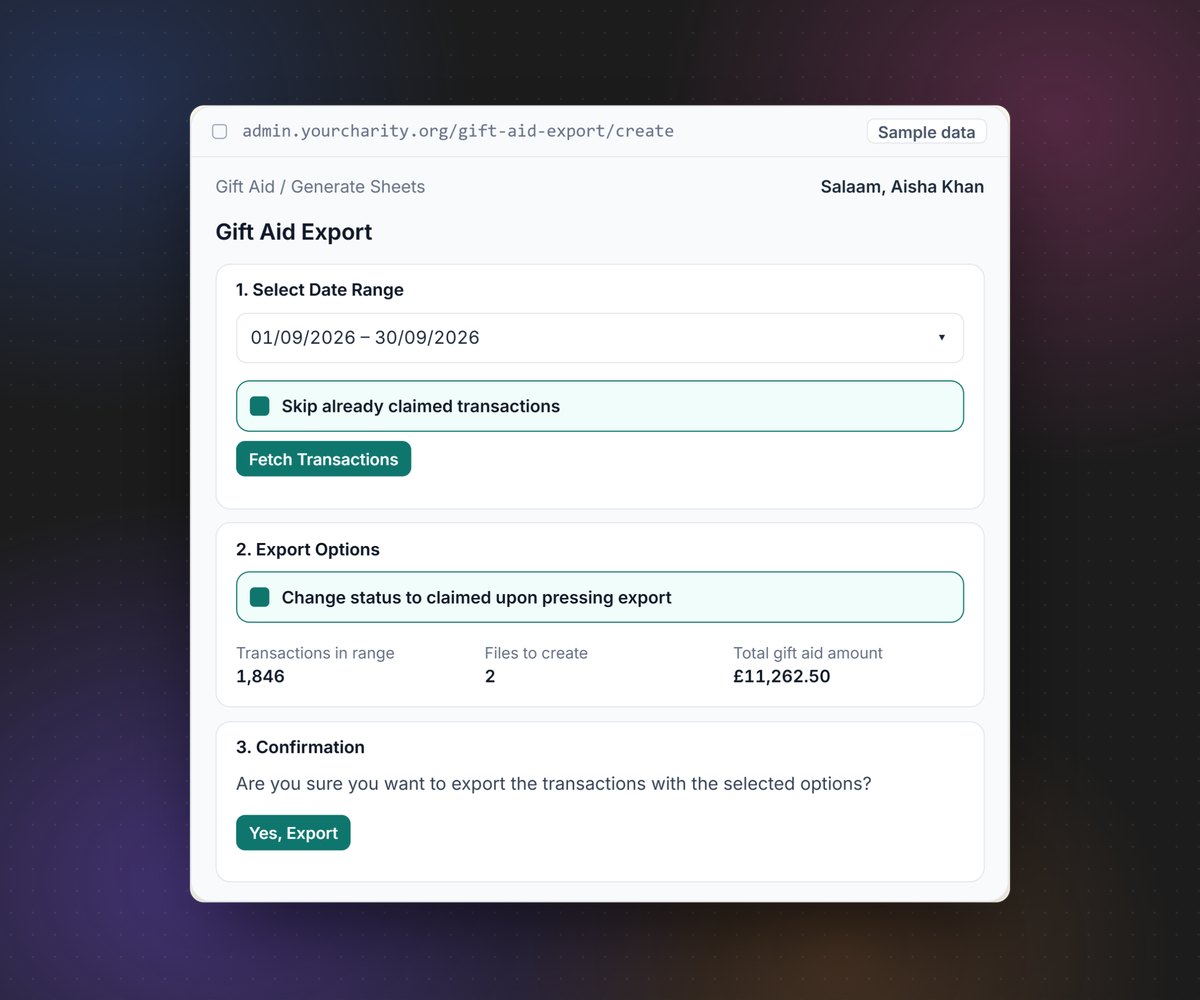 admin.yourcharity.org/gift-aid-export/create
Sample data
Gift Aid / Generate Sheets
Salaam, Aisha Khan
Gift Aid Export
1. Select Date Range
01/09/2026 – 30/09/2026
Skip already claimed transactions
Fetch Transactions
2. Export Options
Change status to claimed upon pressing export
Transactions in range
Files to create
Total gift aid amount
1,846
2
£11,262.50
3. Confirmation
Are you sure you want to export the transactions with the selected options?
Yes, Export